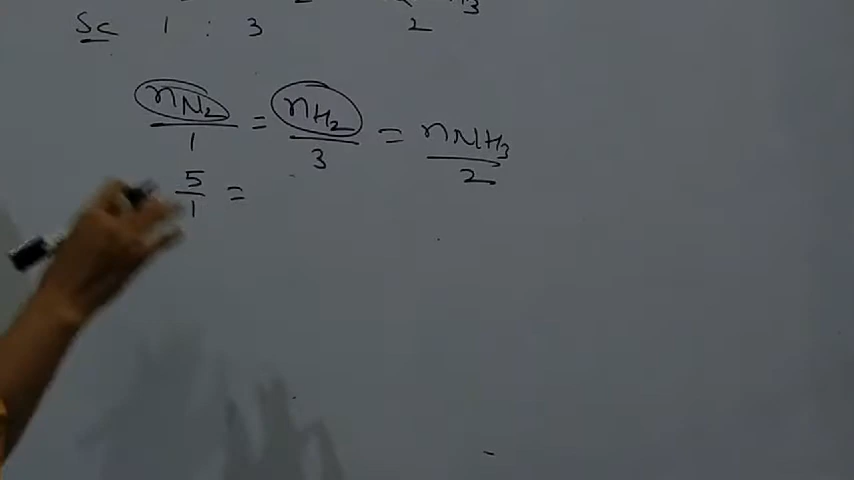 Sc 1 : 3 2
nN₂/1 = nH₂/3 = nNH₃/2
5/1 =